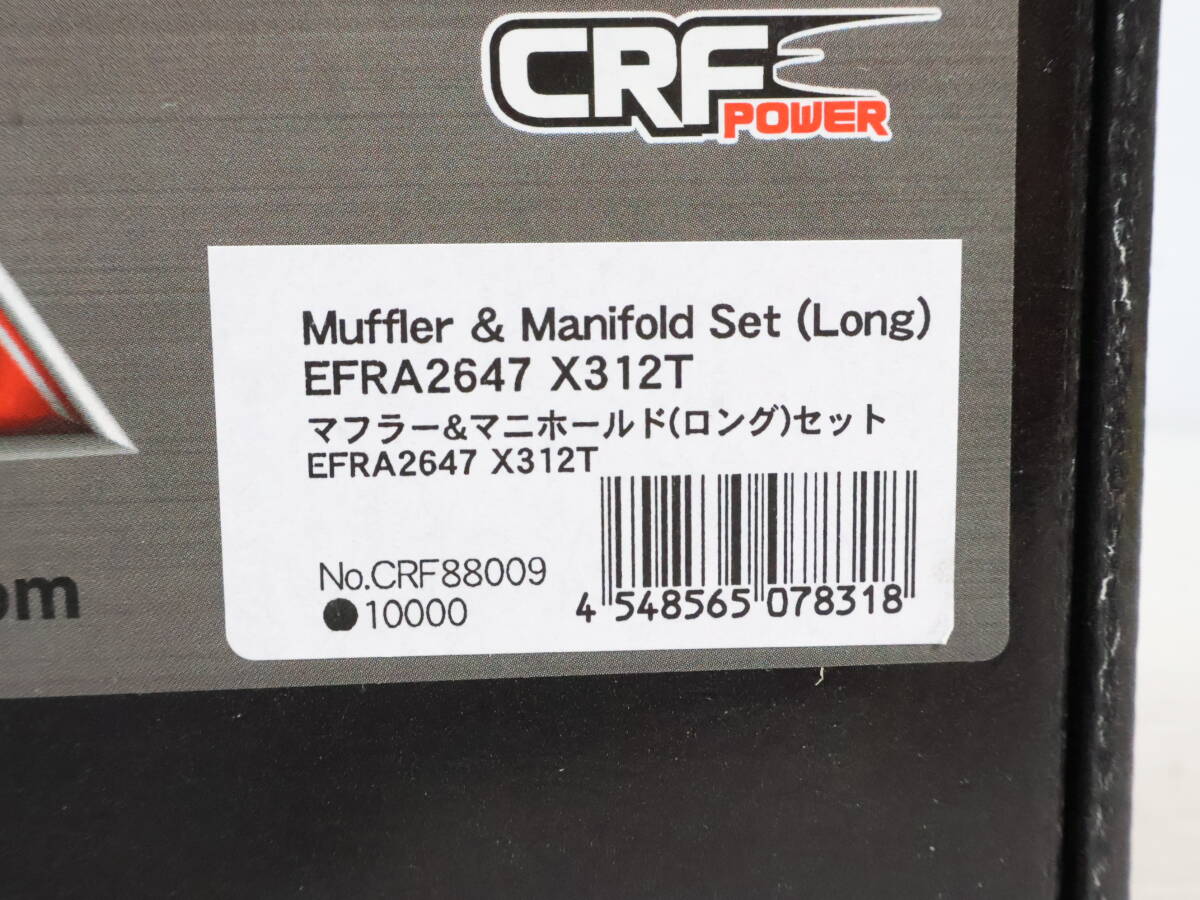 CRF
POWER
Muffler & Manifold Set (Long)
EFRA2647 X312T
マフラー&マニホールド(ロング)セット
EFRA2647 X312T
om
No.CRF88009
●10000
4 548565 078318